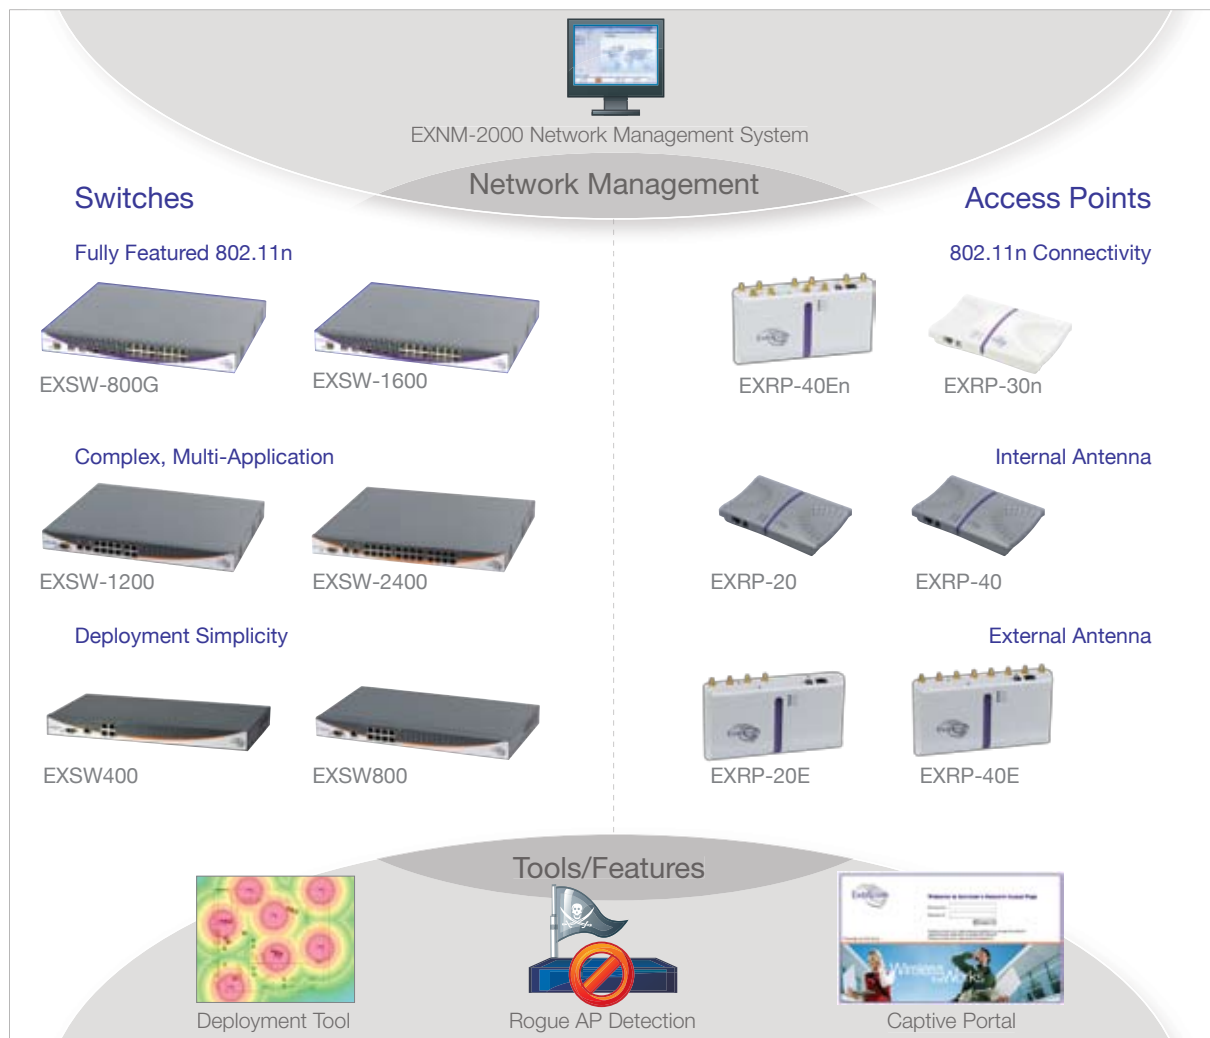 EXNM-2000 Network Management System
Network Management
Switches
Access Points
Fully Featured 802.11n
802.11n Connectivity
EXSW-800G
EXSW-1600
EXRP-40En
EXRP-30n
Complex, Multi-Application
Internal Antenna
EXSW-1200
EXSW-2400
EXRP-20
EXRP-40
Deployment Simplicity
External Antenna
EXSW400
EXSW800
EXRP-20E
EXRP-40E
Tools/Features
Wireless
Works
Deployment Tool
Rogue AP Detection
Captive Portal